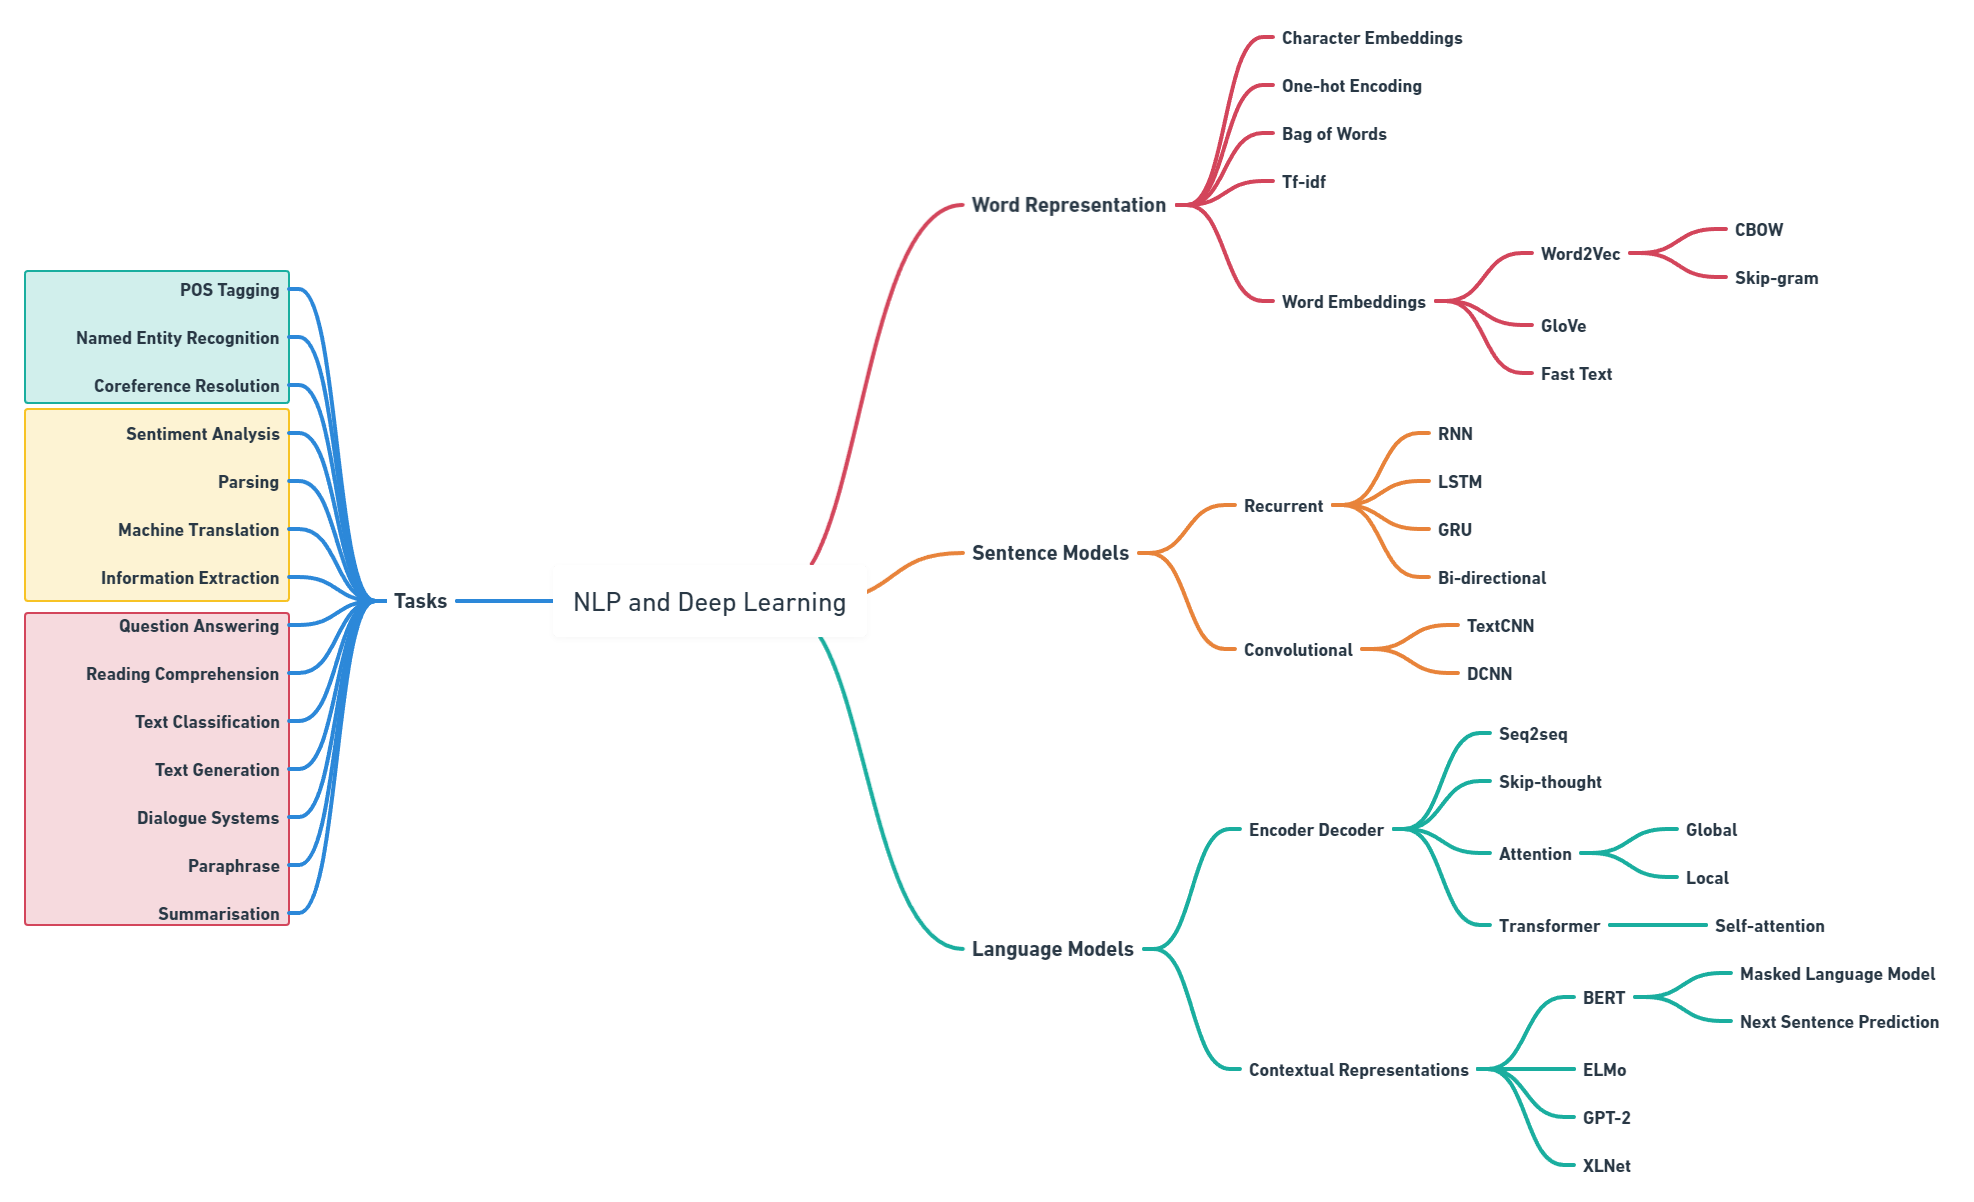 NLP and Deep Learning
Tasks
POS Tagging
Named Entity Recognition
Coreference Resolution
Sentiment Analysis
Parsing
Machine Translation
Information Extraction
Question Answering
Reading Comprehension
Text Classification
Text Generation
Dialogue Systems
Paraphrase
Summarisation
Word Representation
Character Embeddings
One-hot Encoding
Bag of Words
Tf-idf
Word Embeddings
Word2Vec
CBOW
Skip-gram
GloVe
Fast Text
Sentence Models
Recurrent
RNN
LSTM
GRU
Bi-directional
Convolutional
TextCNN
DCNN
Language Models
Encoder Decoder
Seq2seq
Skip-thought
Attention
Global
Local
Transformer
Self-attention
Contextual Representations
BERT
Masked Language Model
Next Sentence Prediction
ELMo
GPT-2
XLNet